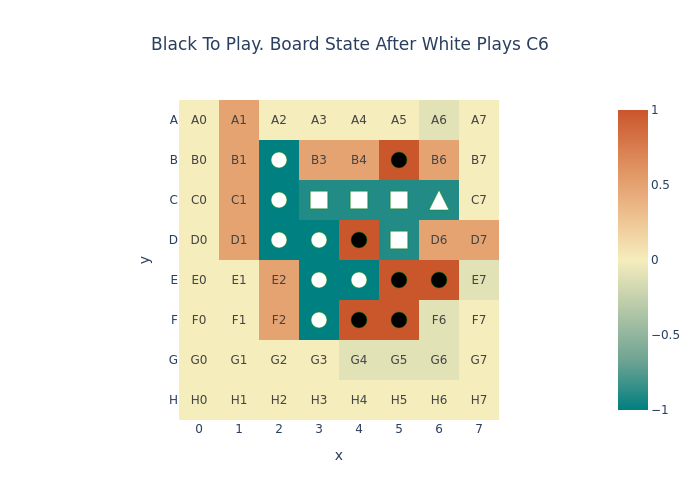 Black To Play. Board State After White Plays C6
A A0 A1 A2 A3 A4 A5 A6 A7
B B0 B1 B3 B4 B6 B7
C C0 C1 C7
D D0 D1 D6 D7
E E0 E1 E2 E7
F F0 F1 F2 F6 F7
G G0 G1 G2 G3 G4 G5 G6 G7
H H0 H1 H2 H3 H4 H5 H6 H7
0 1 2 3 4 5 6 7
x
y
1
0.5
0
−0.5
−1